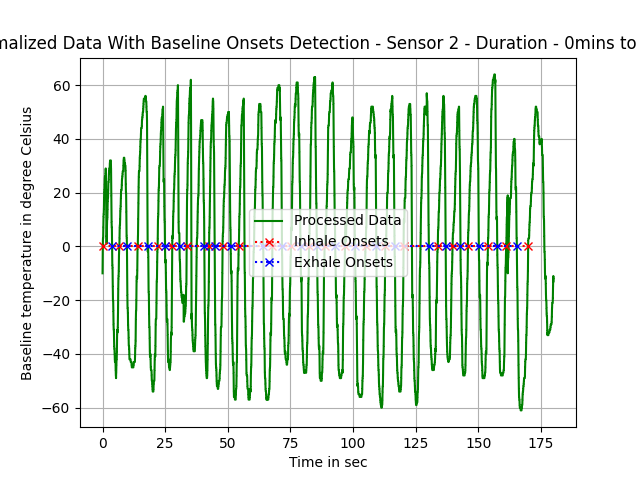 malized Data With Baseline Onsets Detection - Sensor 2 - Duration - 0mins to
60
40
20
0
−20
−40
−60
Baseline temperature in degree Celsius
Processed Data
Inhale Onsets
Exhale Onsets
0 25 50 75 100 125 150 175
Time in sec